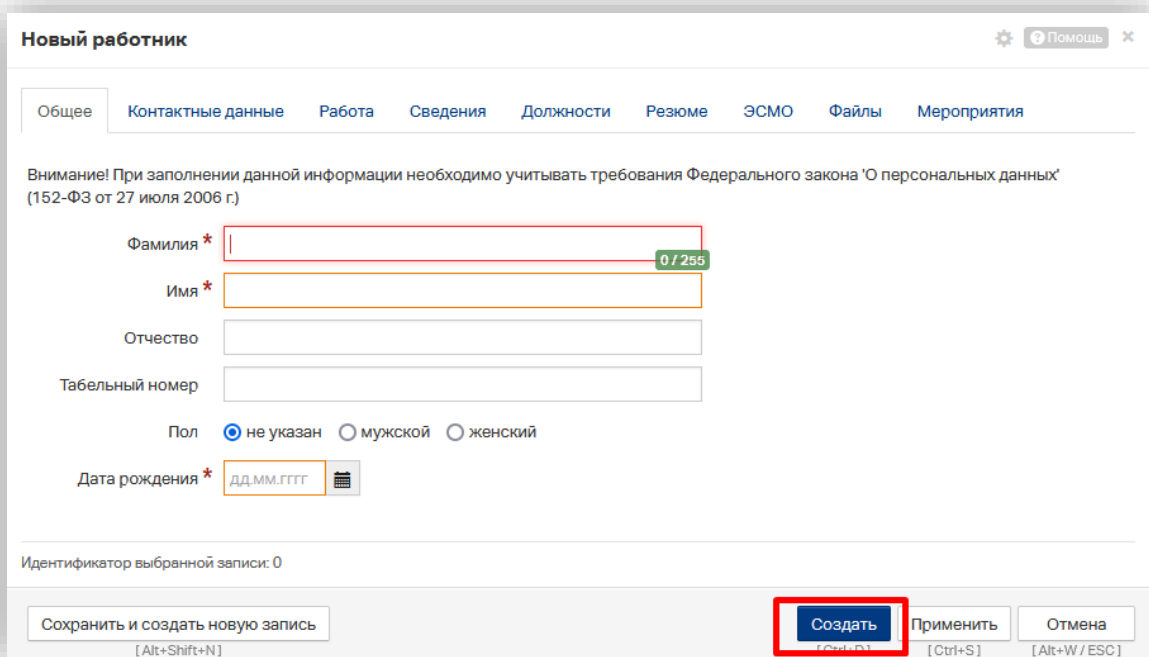 Новый работник
Помощь
Общее Контактные данные Работа Сведения Должности Резюме ЭСМО Файлы Мероприятия
Внимание! При заполнении данной информации необходимо учитывать требования Федерального закона 'О персональных данных'
(152-ФЗ от 27 июля 2006 г.)
Фамилия *
0 / 255
Имя *
Отчество
Табельный номер
Пол не указан мужской женский
Дата рождения * дд.мм.гггг
Идентификатор выбранной записи: 0
Сохранить и создать новую запись Создать Применить Отмена
[Alt+Shift+N] [Ctrl+D] [Ctrl+S] [Alt+W / ESC]